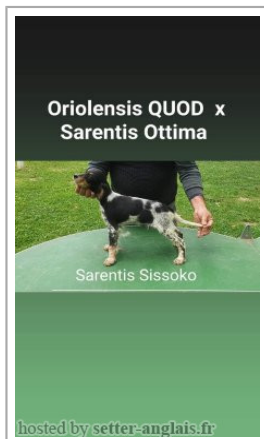 Oriolensis QUOD x
Sarentis Ottima
Sarentis Sissoko
hosted by setter-anglais.fr